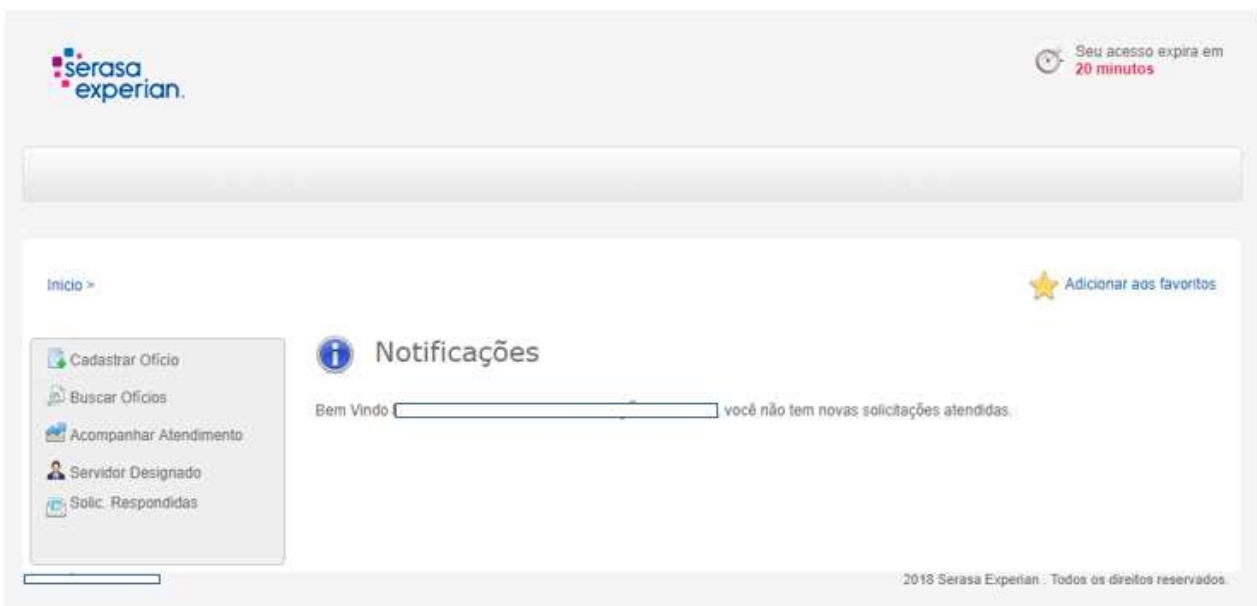 serasa
experian.
Seu acesso expira em
20 minutos
Inicio >
Adicionar aos favoritos
Cadastrar Ofício
Buscar Ofícios
Acompanhar Atendimento
Servidor Designado
Solic. Respondidas
Notificações
Bem Vindo , você não tem novas solicitações atendidas.
2018 Serasa Experian . Todos os direitos reservados.